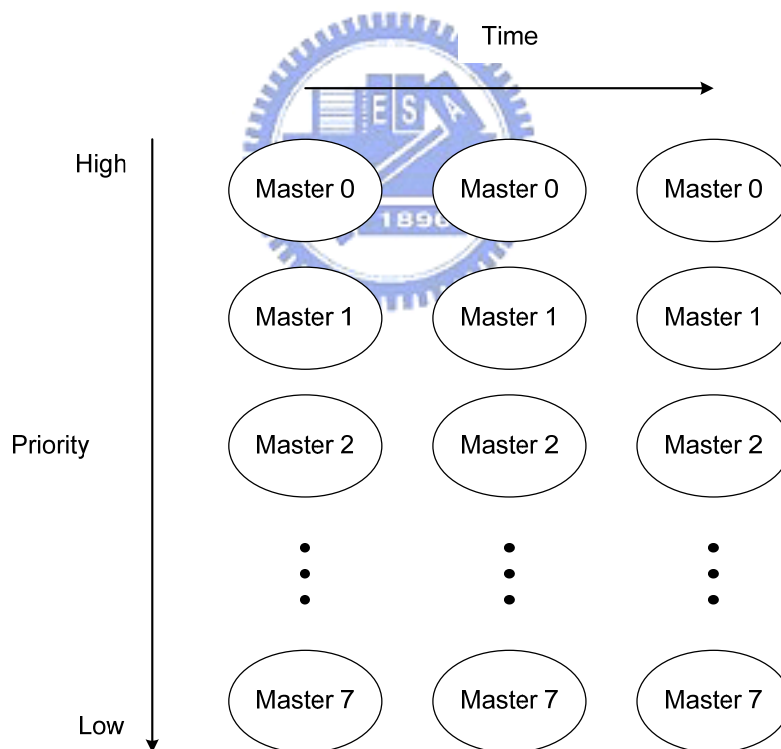 Time
E S A
High
Master 0 Master 0 Master 0
1896
Master 1 Master 1 Master 1
Priority
Master 2 Master 2 Master 2
Master 7 Master 7 Master 7
Low